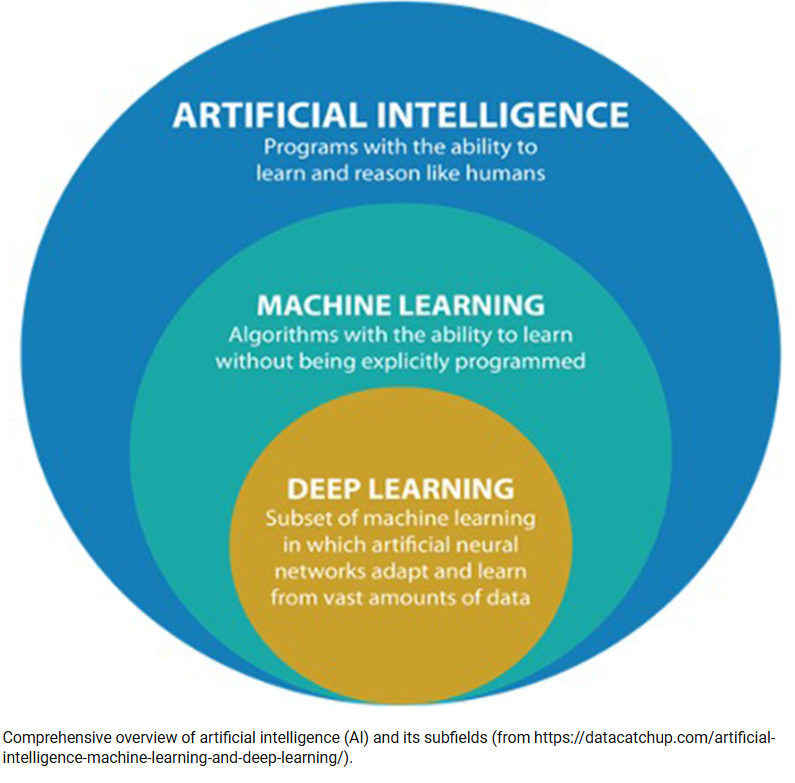 ARTIFICIAL INTELLIGENCE
Programs with the ability to
learn and reason like humans
MACHINE LEARNING
Algorithms with the ability to learn
without being explicitly programmed
DEEP LEARNING
Subset of machine learning
in which artificial neural
networks adapt and learn
from vast amounts of data
Comprehensive overview of artificial intelligence (AI) and its subfields (from https://datacatchup.com/artificial-
intelligence-machine-learning-and-deep-learning/).